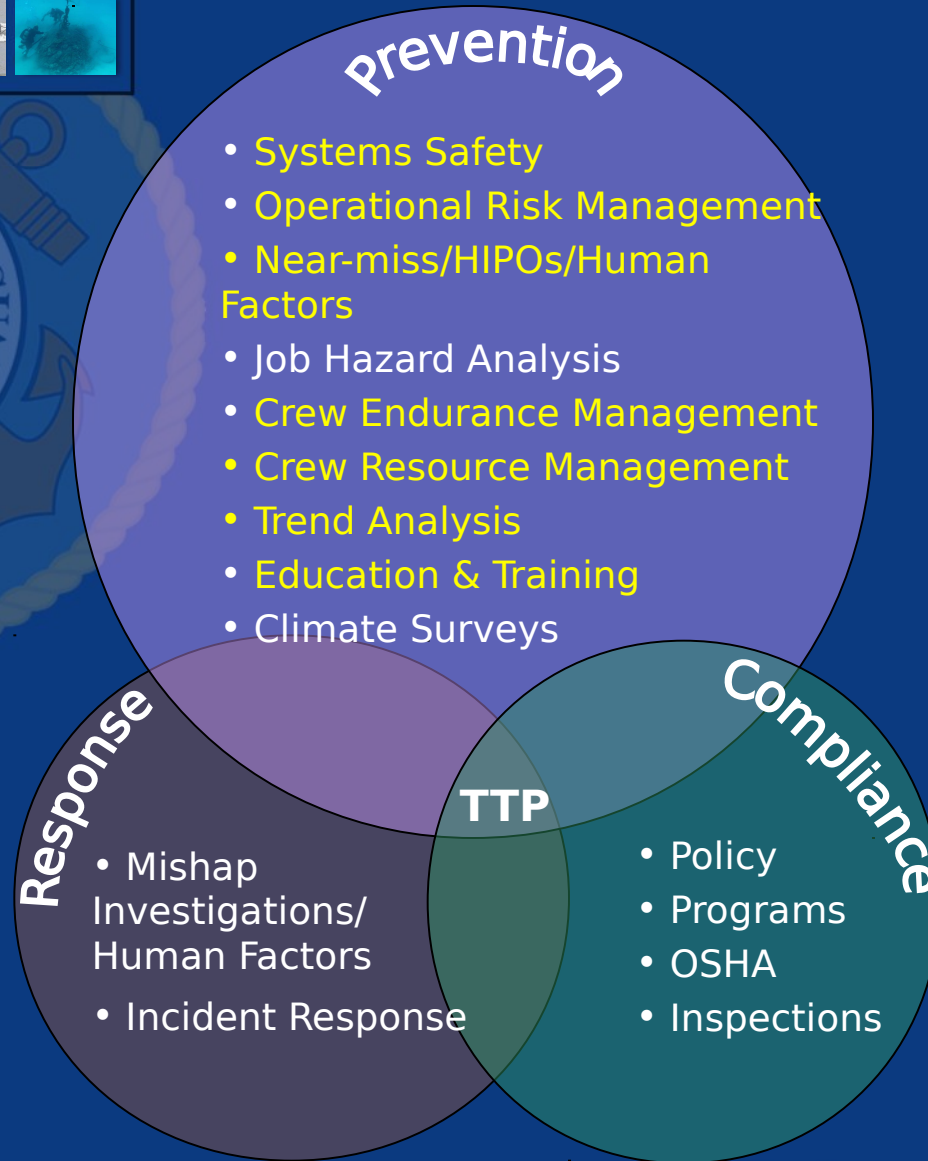 Prevention
• Systems Safety
• Operational Risk Management
• Near-miss/HIPOs/Human
Factors
• Job Hazard Analysis
• Crew Endurance Management
• Crew Resource Management
• Trend Analysis
• Education & Training
• Climate Surveys
Response
Compliance
TTP
• Mishap
Investigations/
Human Factors
• Incident Response
• Policy
• Programs
• OSHA
• Inspections